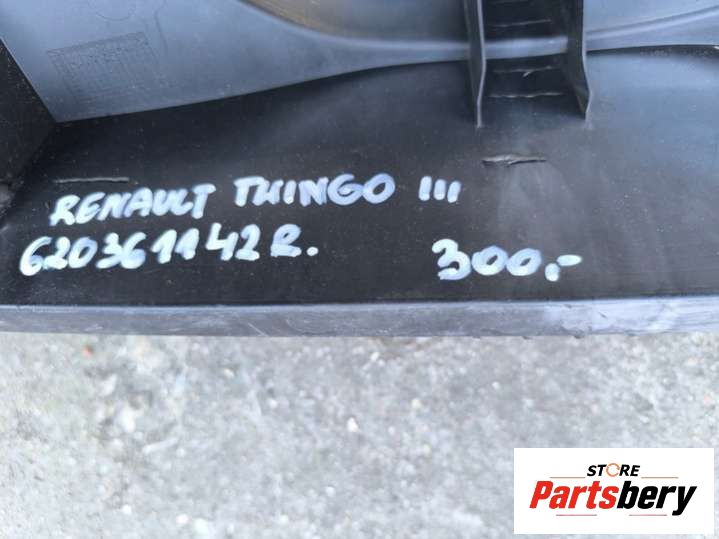 RENAULT TWINGO III
620361142R. 300,-
STORE
Partsbery